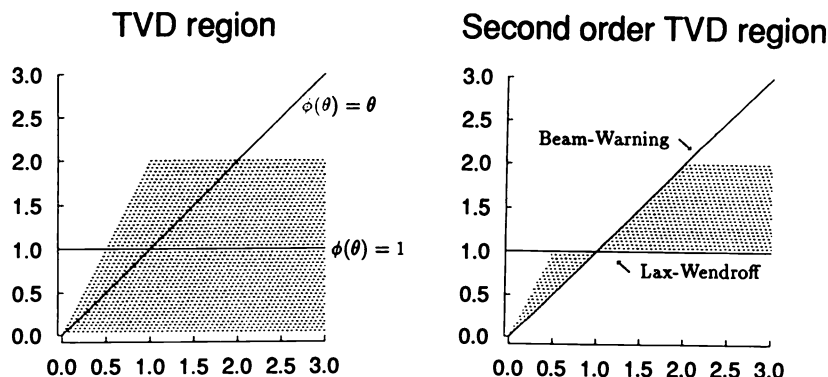 TVD region
3.0
2.5
2.0
1.5
1.0
0.5
0.0
0.0 0.5 1.0 1.5 2.0 2.5 3.0
ϕ(θ) = θ
ϕ(θ) = 1
Second order TVD region
3.0
2.5
2.0
1.5
1.0
0.5
0.0
0.0 0.5 1.0 1.5 2.0 2.5 3.0
Beam-Warning
Lax-Wendroff